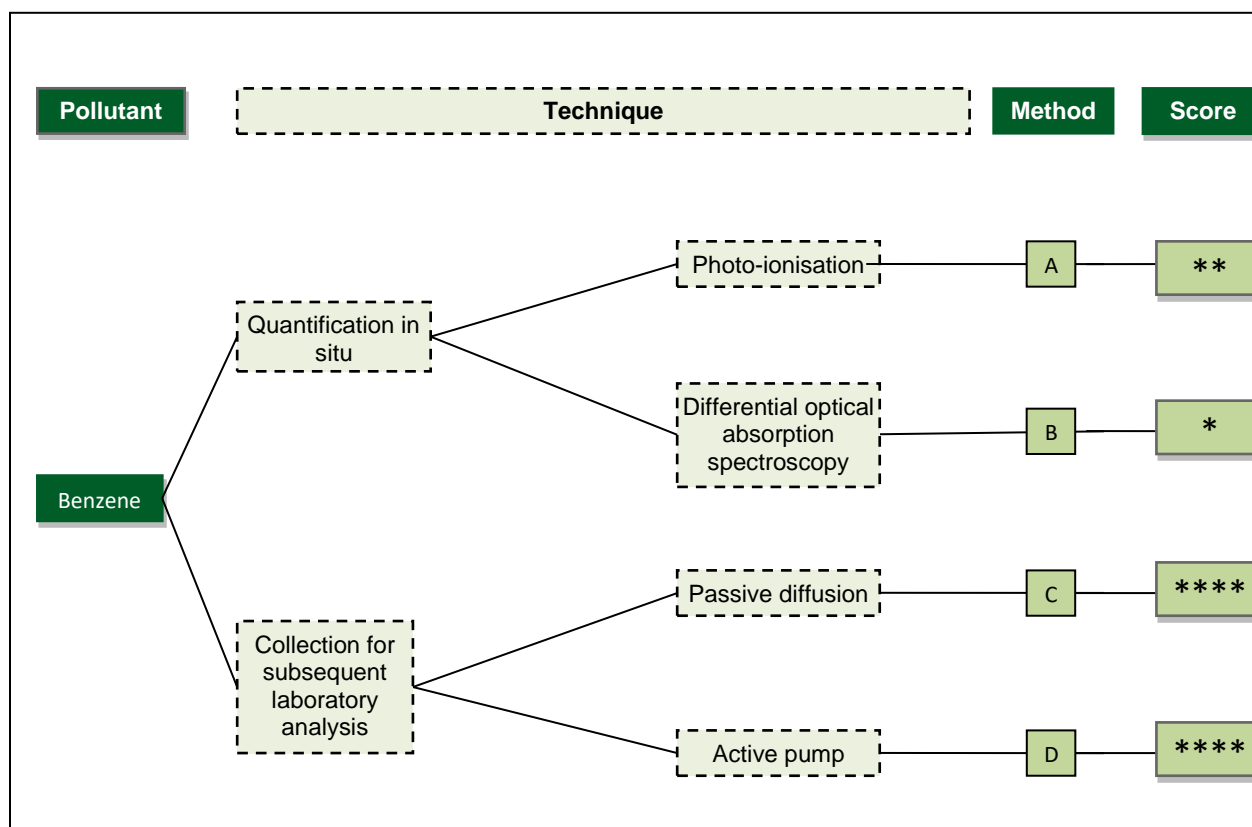 Pollutant
Technique
Method
Score
Photo-ionisation
A
**
Quantification in
situ
Differential optical
absorption
spectroscopy
B
*
Benzene
Passive diffusion
C
****
Collection for
subsequent
laboratory
analysis
Active pump
D
****